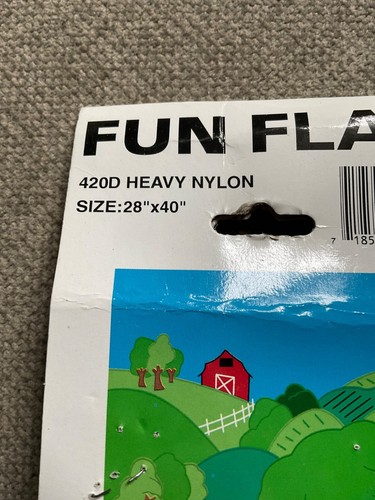 FUN FLA
420D HEAVY NYLON
SIZE:28"x40"
7 185